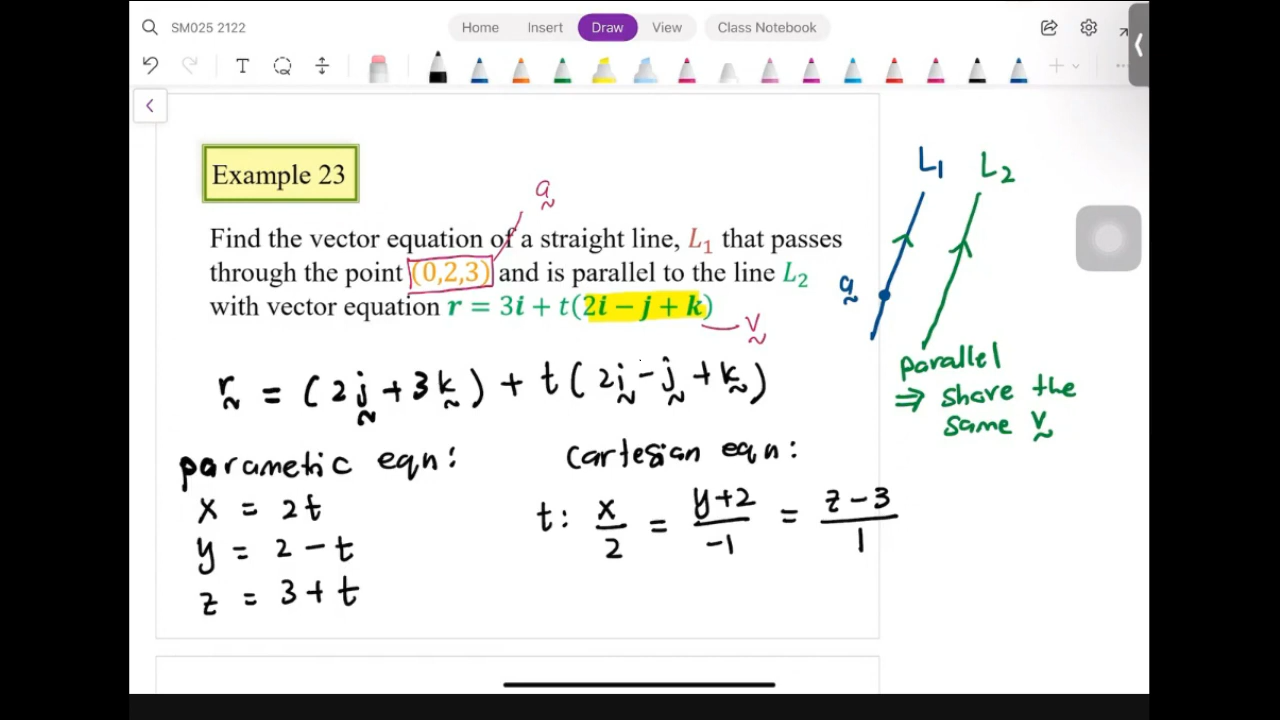 SM025 2122
Home Insert Draw View Class Notebook
Example 23
a
Find the vector equation of a straight line, L₁ that passes
through the point (0,2,3) and is parallel to the line L₂
with vector equation r = 3i + t(2i − j + k)
v
r = (2j + 3k) + t(2i − j + k)
parametic eqn:
x = 2t
y = 2 − t
z = 3 + t
Cartesian eqn:
t: x/2 = y+2/-1 = z-3/1
L1 L2
a
parallel
⇒ share the
same v